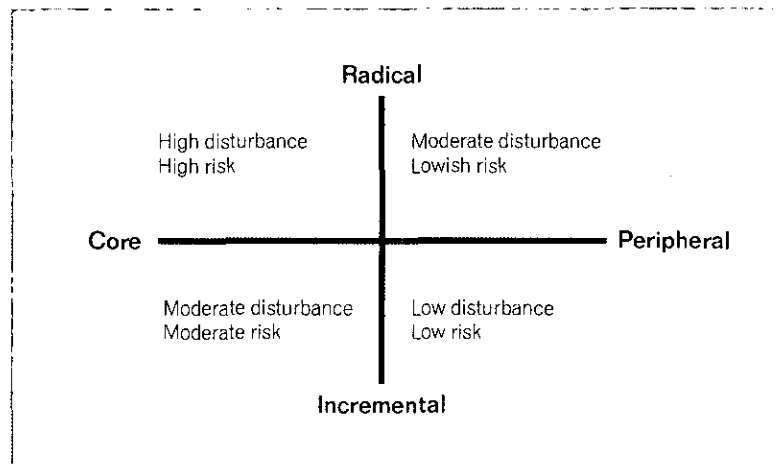 Radical
High disturbance
High risk
Moderate disturbance
Lowish risk
Core
Peripheral
Moderate disturbance
Moderate risk
Low disturbance
Low risk
Incremental